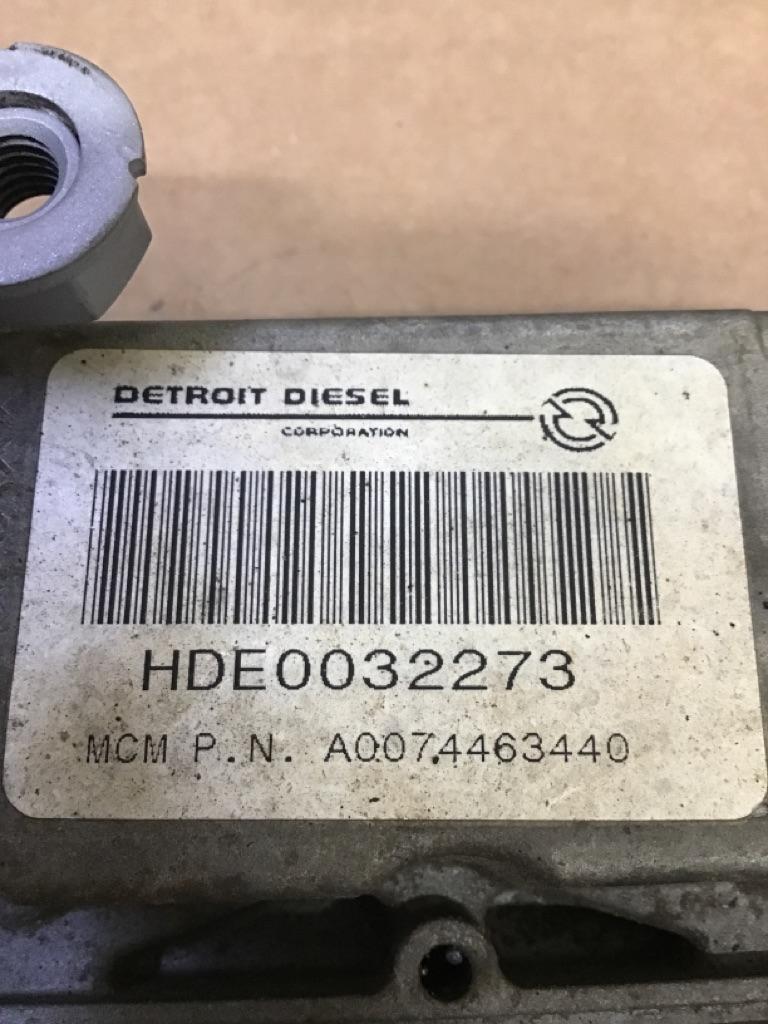 DETROIT DIESEL
CORPORATION
HDE0032273
MCM P.N. A0074463440